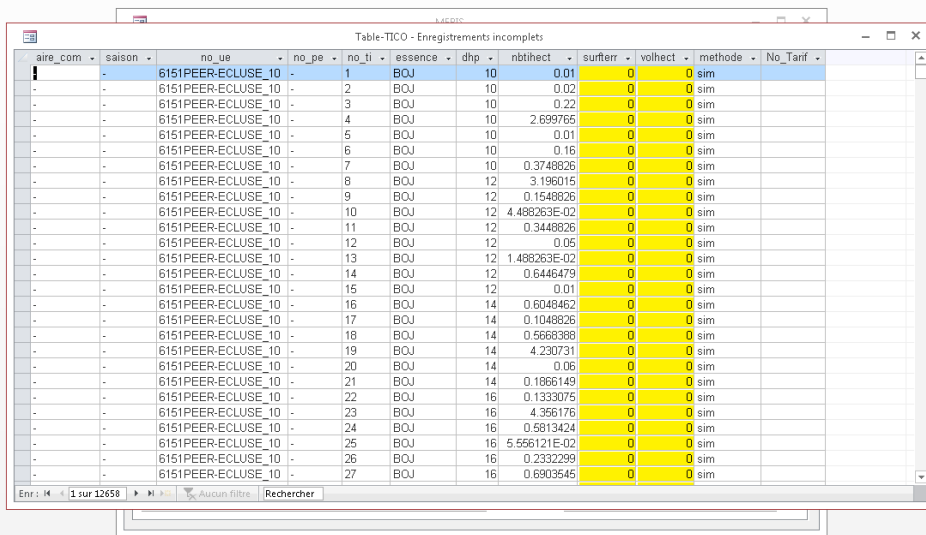 MERIS
Table-TICO - Enregistrements incomplets
aire_com saison no_ue no_pe no_ti essence dhp nbtihect surfterr volhect methode No_Tarif
- - 6151PEER-ECLUSE_10 - 1 BOJ 10 0.01 0 0 sim
- - 6151PEER-ECLUSE_10 - 2 BOJ 10 0.02 0 0 sim
- - 6151PEER-ECLUSE_10 - 3 BOJ 10 0.22 0 0 sim
- - 6151PEER-ECLUSE_10 - 4 BOJ 10 2.699765 0 0 sim
- - 6151PEER-ECLUSE_10 - 5 BOJ 10 0.01 0 0 sim
- - 6151PEER-ECLUSE_10 - 6 BOJ 10 0.16 0 0 sim
- - 6151PEER-ECLUSE_10 - 7 BOJ 10 0.3748826 0 0 sim
- - 6151PEER-ECLUSE_10 - 8 BOJ 12 3.196015 0 0 sim
- - 6151PEER-ECLUSE_10 - 9 BOJ 12 0.1548826 0 0 sim
- - 6151PEER-ECLUSE_10 - 10 BOJ 12 4.488263E-02 0 0 sim
- - 6151PEER-ECLUSE_10 - 11 BOJ 12 0.3448826 0 0 sim
- - 6151PEER-ECLUSE_10 - 12 BOJ 12 0.05 0 0 sim
- - 6151PEER-ECLUSE_10 - 13 BOJ 12 1.488263E-02 0 0 sim
- - 6151PEER-ECLUSE_10 - 14 BOJ 12 0.6446479 0 0 sim
- - 6151PEER-ECLUSE_10 - 15 BOJ 12 0.01 0 0 sim
- - 6151PEER-ECLUSE_10 - 16 BOJ 14 0.6048462 0 0 sim
- - 6151PEER-ECLUSE_10 - 17 BOJ 14 0.1048826 0 0 sim
- - 6151PEER-ECLUSE_10 - 18 BOJ 14 0.5668388 0 0 sim
- - 6151PEER-ECLUSE_10 - 19 BOJ 14 4.230731 0 0 sim
- - 6151PEER-ECLUSE_10 - 20 BOJ 14 0.06 0 0 sim
- - 6151PEER-ECLUSE_10 - 21 BOJ 14 0.1866149 0 0 sim
- - 6151PEER-ECLUSE_10 - 22 BOJ 16 0.1333075 0 0 sim
- - 6151PEER-ECLUSE_10 - 23 BOJ 16 4.356176 0 0 sim
- - 6151PEER-ECLUSE_10 - 24 BOJ 16 0.5813424 0 0 sim
- - 6151PEER-ECLUSE_10 - 25 BOJ 16 5.556121E-02 0 0 sim
- - 6151PEER-ECLUSE_10 - 26 BOJ 16 0.2332299 0 0 sim
- - 6151PEER-ECLUSE_10 - 27 BOJ 16 0.6903545 0 0 sim
Enr : 1 sur 12658 Aucun filtre Rechercher